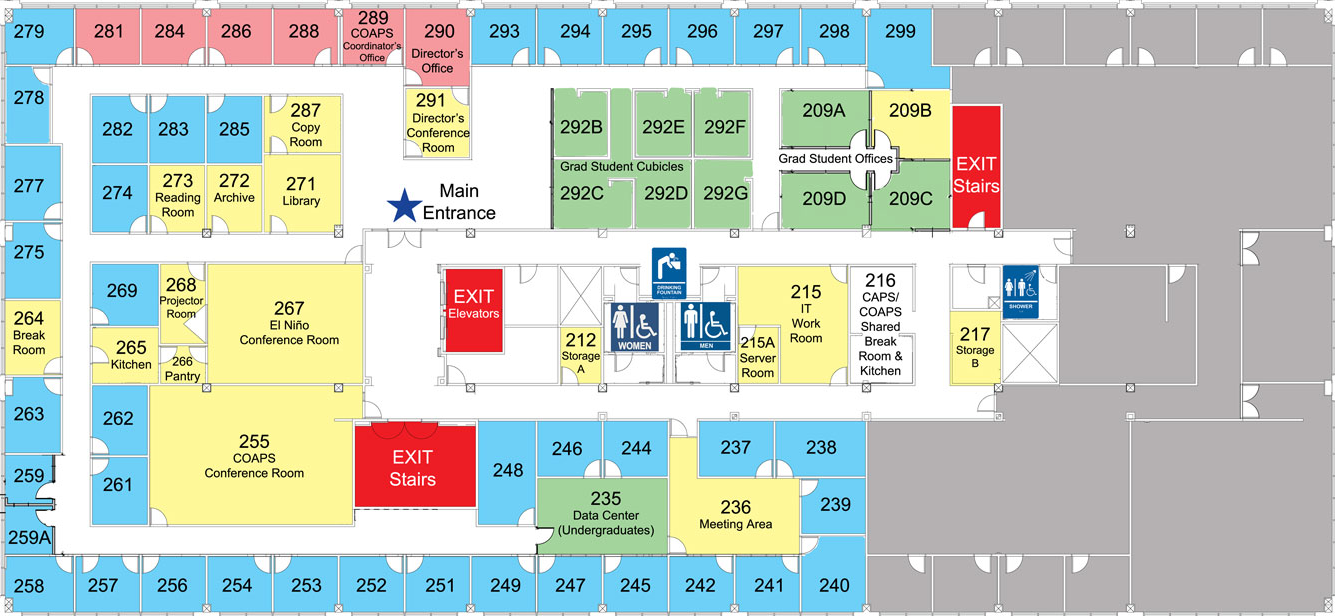 279
281
284
286
288
289
COAPS
Coordinator's
Office
290
Director's
Office
293
294
295
296
297
298
299
278
282
283
285
287
Copy
Room
291
Director's
Conference
Room
292B
292E
292F
209A
209B
Grad Student Cubicles
Grad Student Offices
EXIT
Stairs
277
274
273
Reading
Room
272
Archive
271
Library
Main
Entrance
292C
292D
292G
209D
209C
275
269
268
Projector
Room
267
El Niño
Conference Room
EXIT
Elevators
DRINKING
FOUNTAIN
WOMEN
MEN
215
IT
Work
Room
216
CAPS/
COAPS
Shared
Break
Room &
Kitchen
SHOWER
264
Break
Room
265
Kitchen
266
Pantry
212
Storage
A
215A
Server
Room
217
Storage
B
263
262
255
COAPS
Conference Room
EXIT
Stairs
248
246
244
237
238
259
261
235
Data Center
(Undergraduates)
236
Meeting Area
239
259A
258
257
256
254
253
252
251
249
247
245
242
241
240